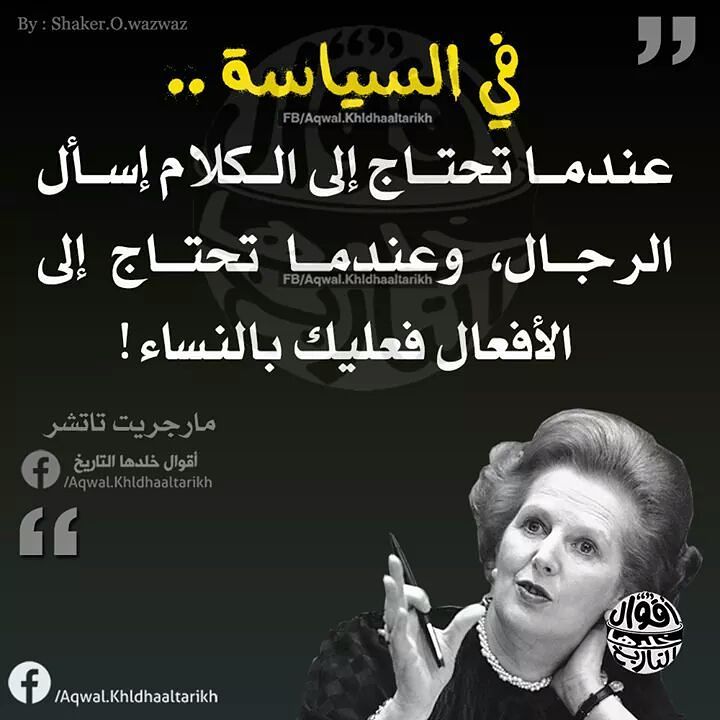 By : Shaker.O.wazwaz
في السياسة ..
FB/Aqwal.Khldhaaltarikh
عندما تحتاج إلى الكلام إسأل
الرجال، وعندما تحتاج إلى
FB/Aqwal.Khldhaaltarikh
الأفعال فعليك بالنساء !
مارجريت تاتشر
أقوال خلدها التاريخ
/Aqwal.Khldhaaltarikh
أقوال
خلدها
التاريخ
/Aqwal.Khldhaaltarikh